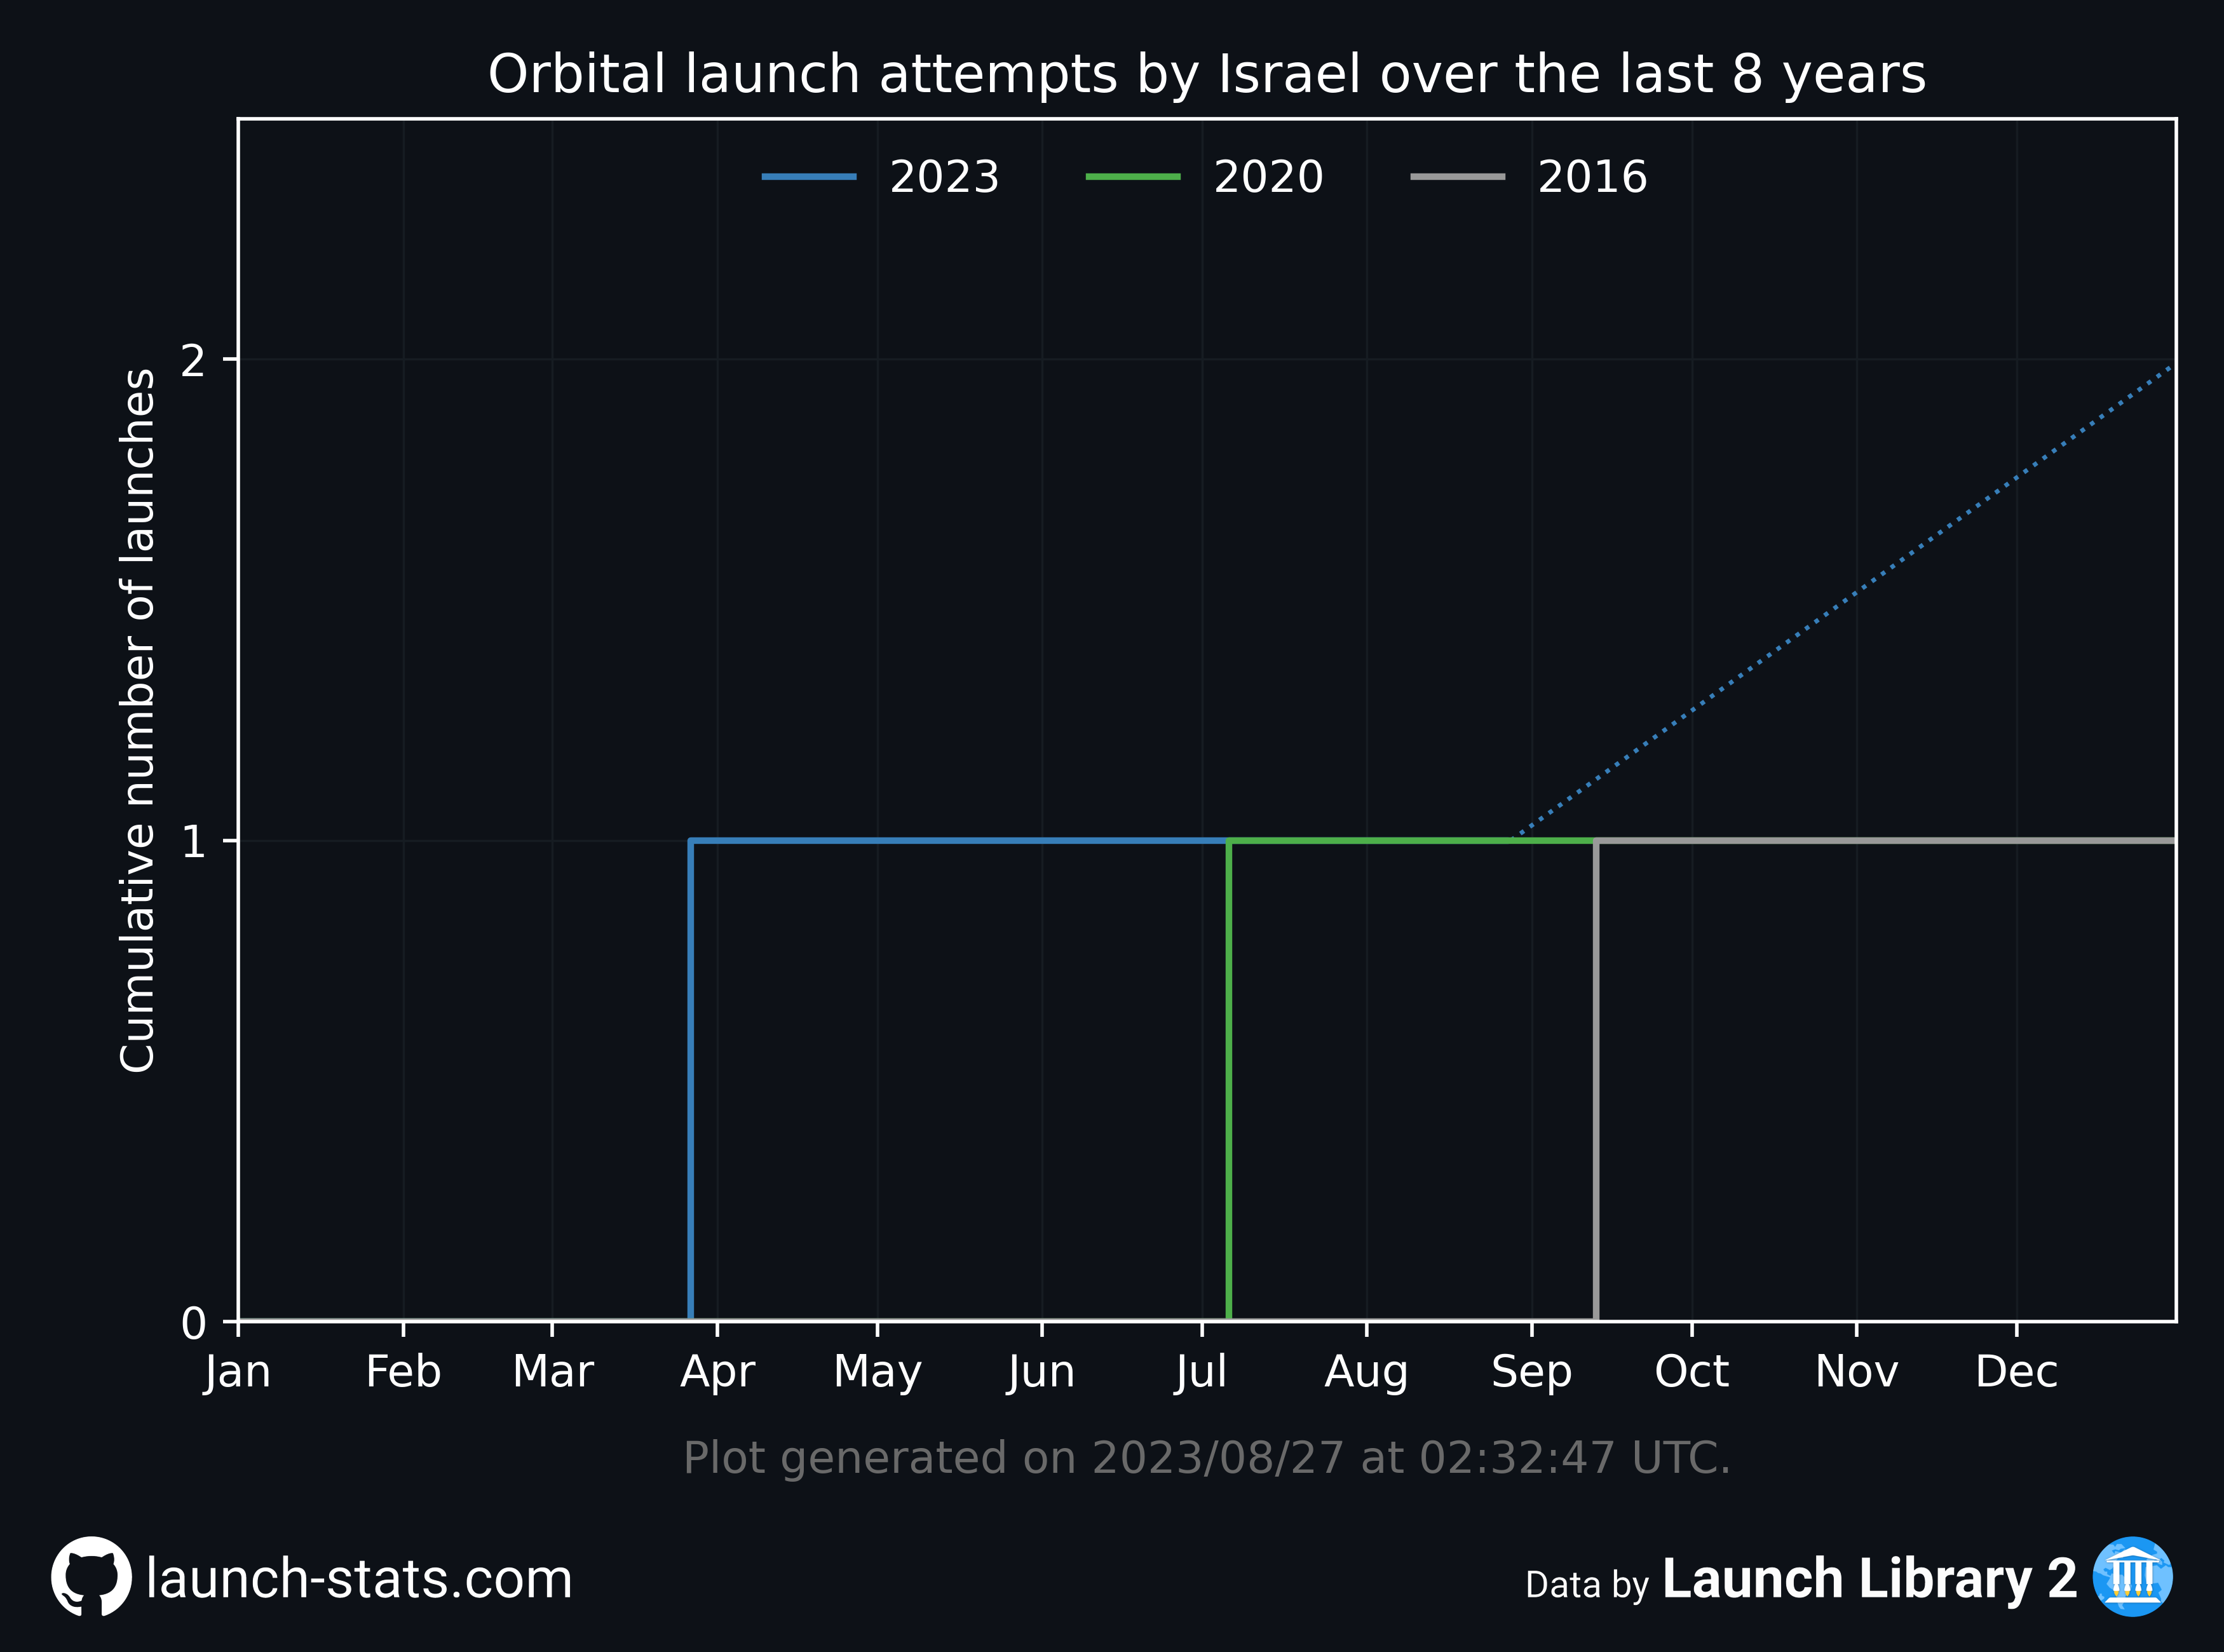 Orbital launch attempts by Israel over the last 8 years
2023 2020 2016
Cumulative number of launches
2
1
0
Jan Feb Mar Apr May Jun Jul Aug Sep Oct Nov Dec
Plot generated on 2023/08/27 at 02:32:47 UTC.
launch-stats.com
Data by Launch Library 2